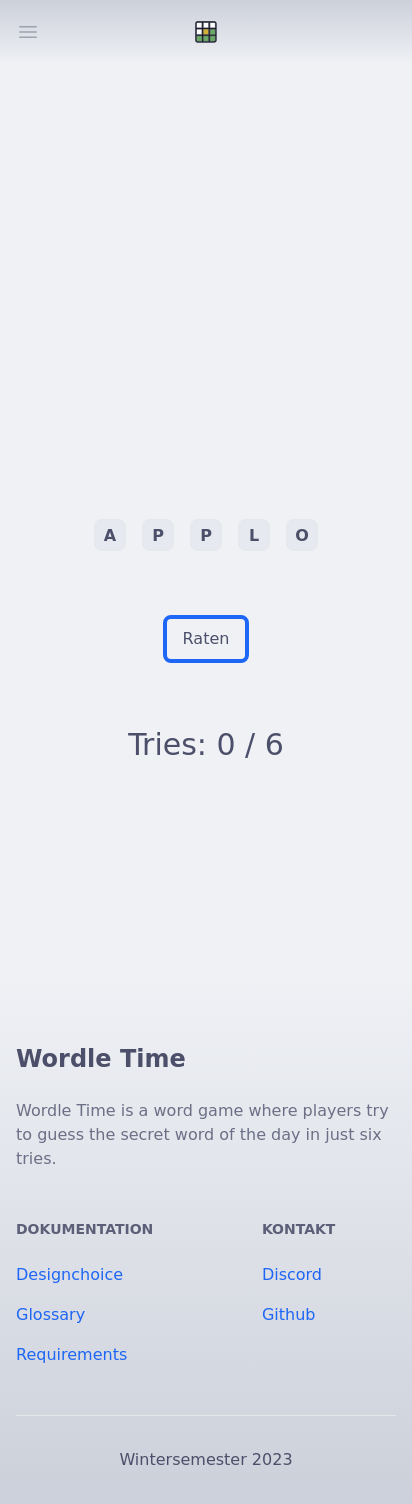 A P P L O
Raten
Tries: 0 / 6
Wordle Time
Wordle Time is a word game where players try
to guess the secret word of the day in just six
tries.
DOKUMENTATION
Designchoice
Glossary
Requirements
KONTAKT
Discord
Github
Wintersemester 2023